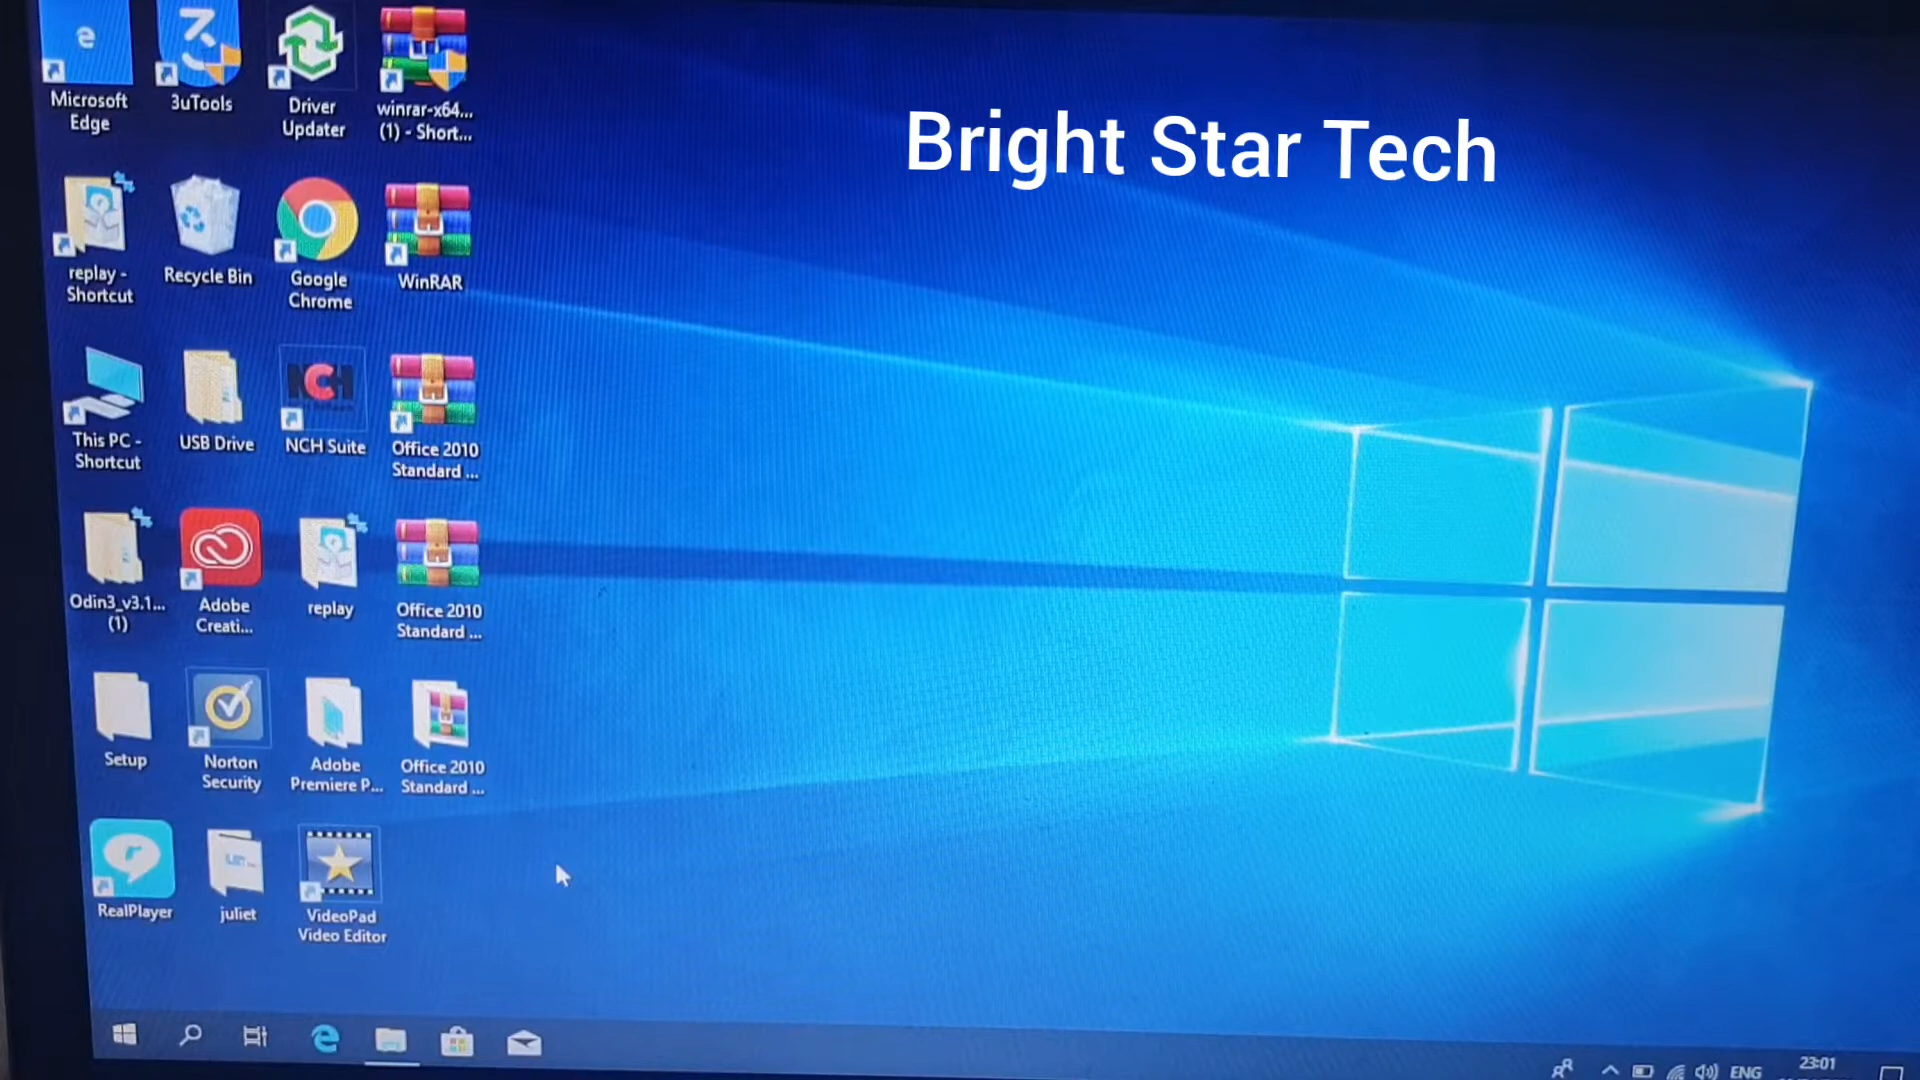 Bright Star Tech
Microsoft
Edge
3uTools
Driver
Updater
winrar-x64...
(1) - Short...
replay -
Shortcut
Recycle Bin
Google
Chrome
WinRAR
This PC -
Shortcut
USB Drive
NCH
NCH Suite
Office 2010
Standard ...
Odin3_v3.1...
(1)
Adobe
Creati...
replay
Office 2010
Standard ...
Setup
Norton
Security
Adobe
Premiere P...
Office 2010
Standard ...
RealPlayer
juliet
VideoPad
Video Editor
ENG
23:01